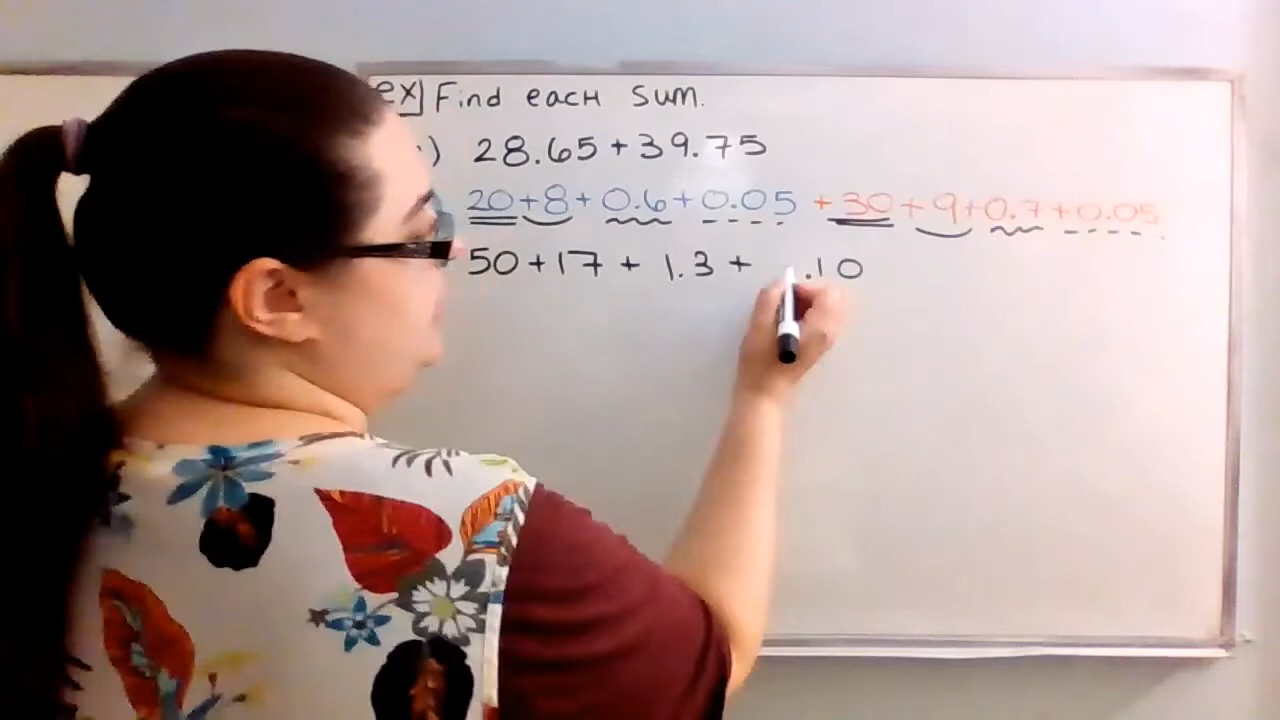 ex] Find each sum.
) 28.65+39.75
20+8+0.6+0.05+30+9+0.7+0.05
50+17+1.3+ .10